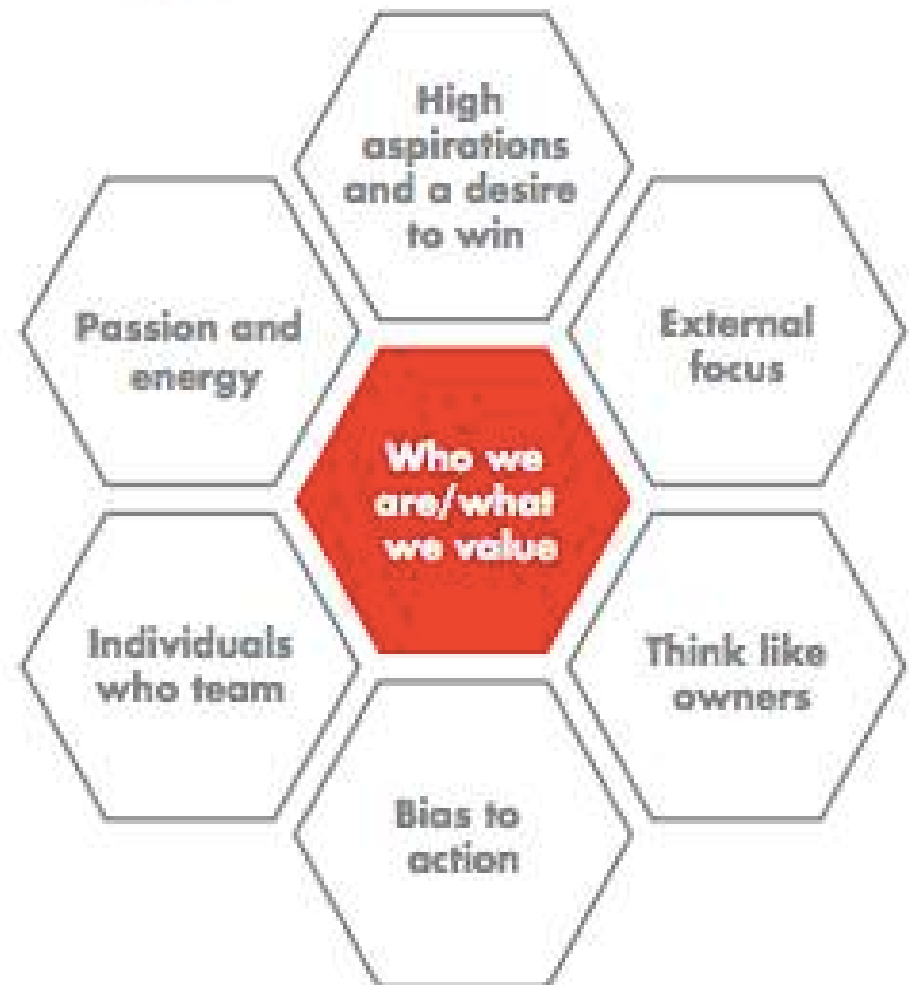 High
aspirations
and a desire
to win
Passion and
energy
External
focus
Who we
are/what
we value
Individuals
who team
Think like
owners
Bias to
action